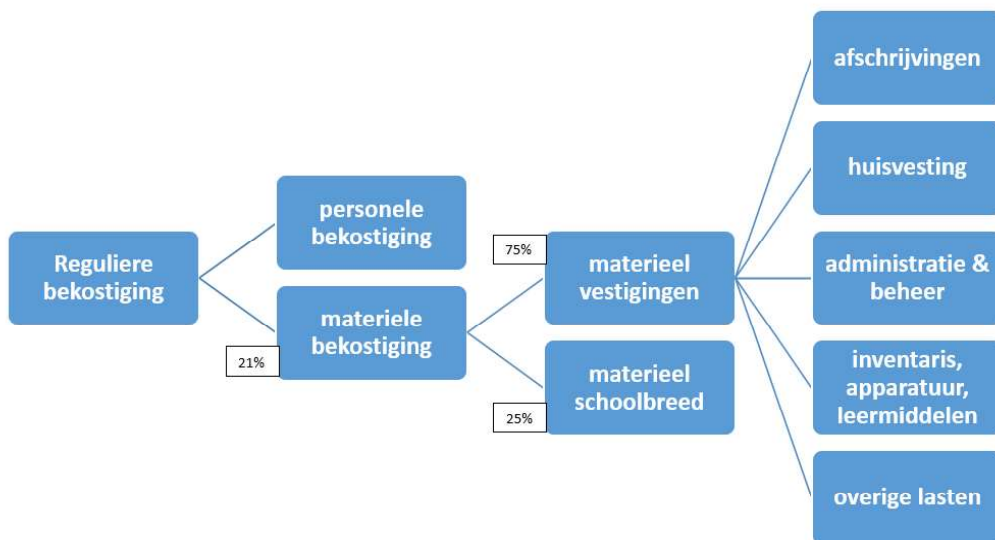 Reguliere
bekostiging
personele
bekostiging
21%
materiele
bekostiging
75%
materieel
vestigingen
25%
materieel
schoolbreed
afschrijvingen
huisvesting
administratie &
beheer
inventaris,
apparatuur,
leermiddelen
overige lasten